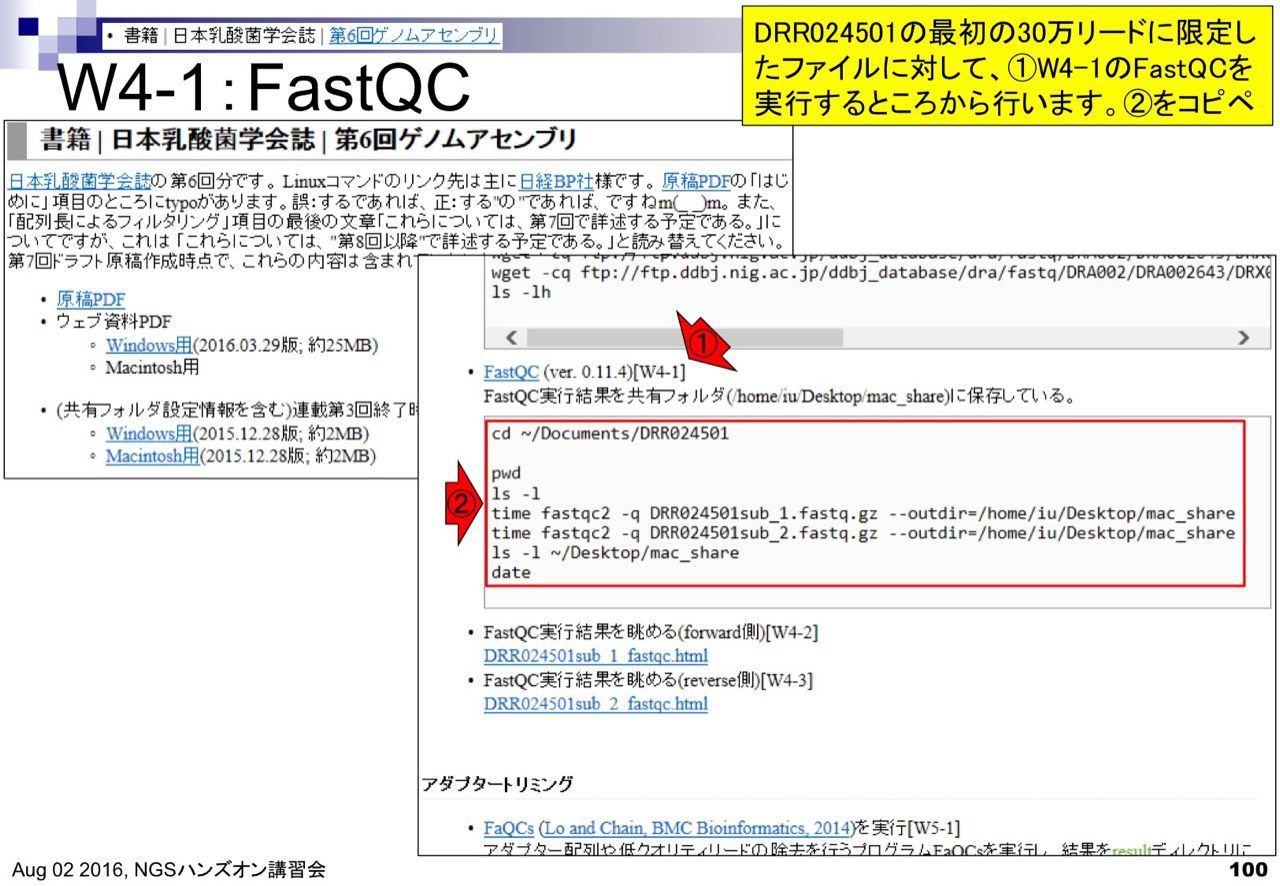 ・ 書籍 | 日本乳酸菌学会誌 | 第6回ゲノムアセンブリ
W4-1：FastQC
DRR024501の最初の30万リードに限定し
たファイルに対して、①W4-1のFastQCを
実行するところから行います。②をコピペ
書籍 | 日本乳酸菌学会誌 | 第6回ゲノムアセンブリ
日本乳酸菌学会誌の第6回分です。Linuxコマンドのリンク先は主に日経BP社様です。原稿PDFの「はじ
めに」項目のところにtypoがあります。誤：するであれば、正：する"の"であれば、ですねm(_ _)m。また、
「配列長によるフィルタリング」項目の最後の文章「これらについては、第7回で詳述する予定である。」に
ついてですが、これは「これらについては、"第8回以降"で詳述する予定である。」と読み替えてください。
第7回ドラフト原稿作成時点で、これらの内容は含まれ
• 原稿PDF
• ウェブ資料PDF
◦ Windows用(2016.03.29版; 約25MB)
◦ Macintosh用
• (共有フォルダ設定情報を含む)連載第3回終了時
◦ Windows用(2015.12.28版; 約2MB)
◦ Macintosh用(2015.12.28版; 約2MB)
wget -cq ftp://ftp.ddbj.nig.ac.jp/ddbj_database/dra/fastq/DRA002/DRA002643/DRX0
ls -lh
①
• FastQC (ver. 0.11.4)[W4-1]
FastQC実行結果を共有フォルダ(/home/iu/Desktop/mac_share)に保存している。
cd ~/Documents/DRR024501
pwd
ls -l
②
time fastqc2 -q DRR024501sub_1.fastq.gz --outdir=/home/iu/Desktop/mac_share
time fastqc2 -q DRR024501sub_2.fastq.gz --outdir=/home/iu/Desktop/mac_share
ls -l ~/Desktop/mac_share
date
• FastQC実行結果を眺める(forward側)[W4-2]
DRR024501sub_1_fastqc.html
• FastQC実行結果を眺める(reverse側)[W4-3]
DRR024501sub_2_fastqc.html
アダプタートリミング
• FaQCs (Lo and Chain, BMC Bioinformatics, 2014)を実行[W5-1]
アダプター配列や低クオリティリードの除去を行うプログラムFaQCsを実行し、結果をresultディレクトリに
Aug 02 2016, NGSハンズオン講習会
100